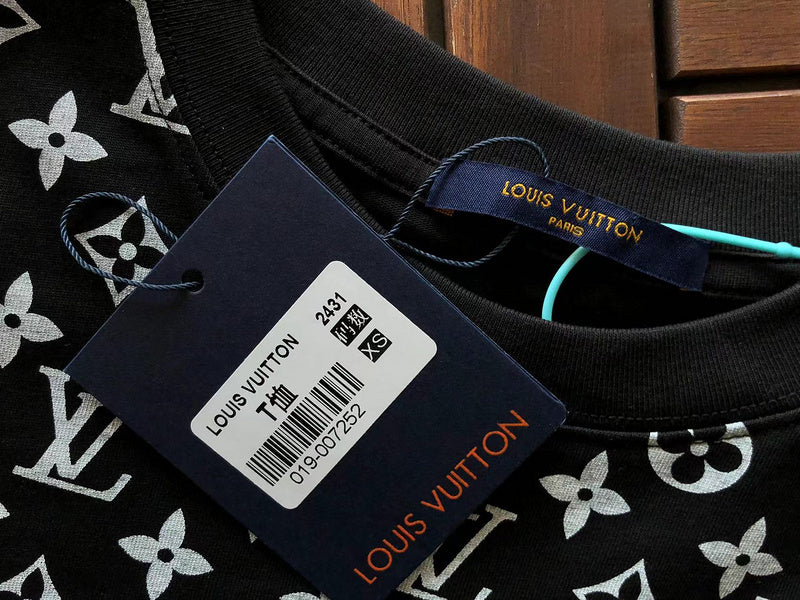 LOUIS VUITTON
PARIS
LOUIS VUITTON
2431
码数
T恤
XS
019-007252
LOUIS VUITTON